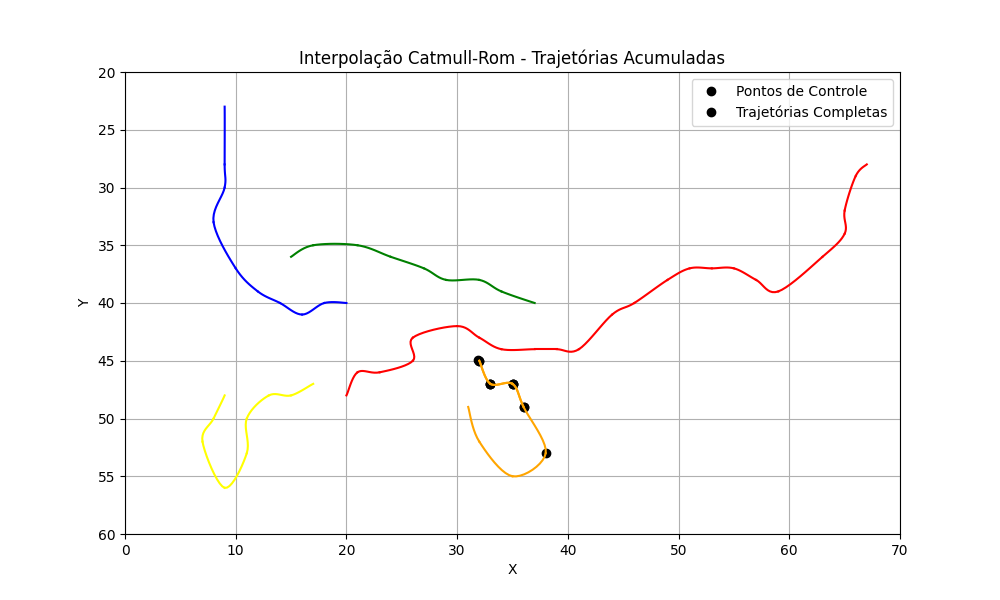 Interpolação Catmull-Rom - Trajetórias Acumuladas
Pontos de Controle
Trajetórias Completas
20
25
30
35
40
45
50
55
60
Y
0 10 20 30 40 50 60 70
X